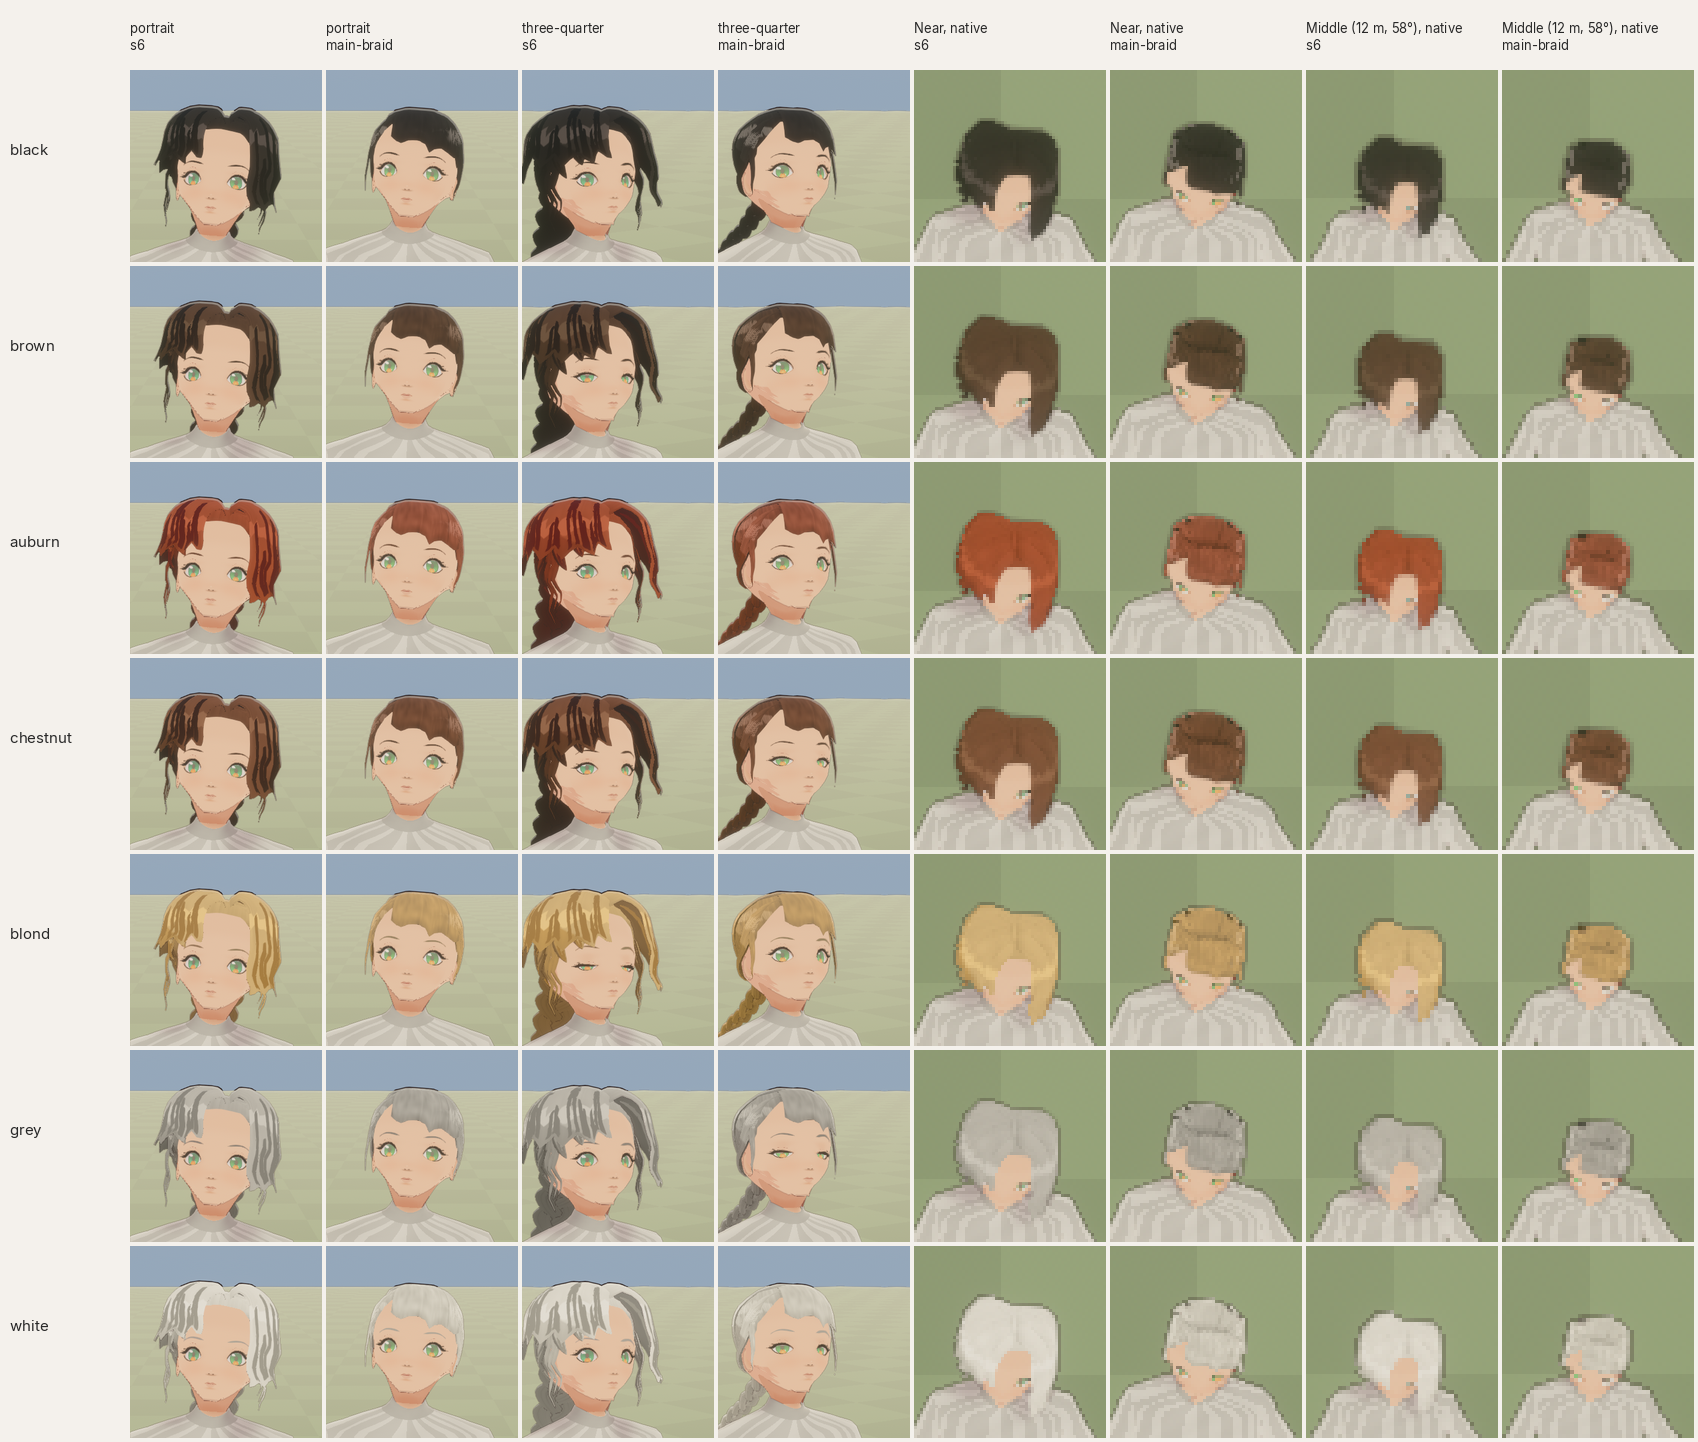 portrait
s6
portrait
main-braid
three-quarter
s6
three-quarter
main-braid
Near, native
s6
Near, native
main-braid
Middle (12 m, 58°), native
s6
Middle (12 m, 58°), native
main-braid
black
brown
auburn
chestnut
blond
grey
white